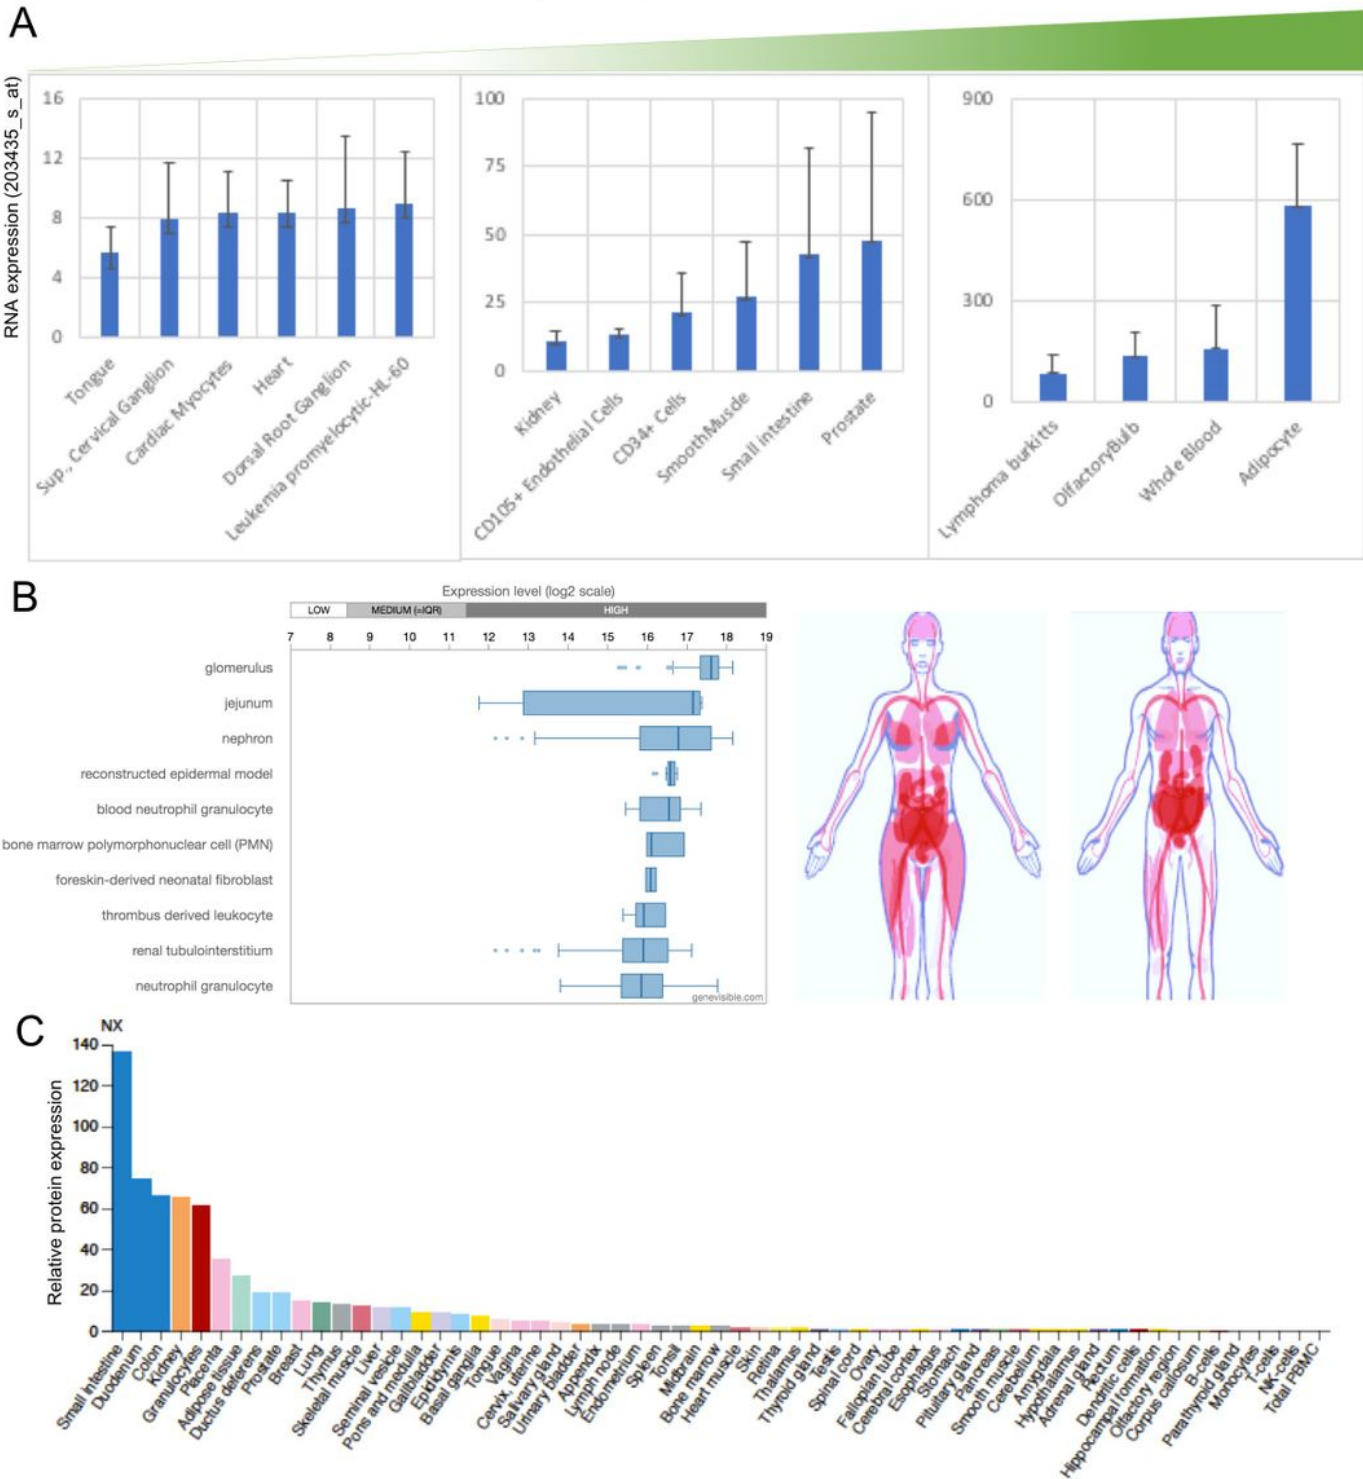 A
RNA expression (203435_s_at)
16
12
8
4
0
Tongue
Sup., Cervical Ganglion
Cardiac Myocytes
Heart
Dorsal Root Ganglion
Leukemia promyelocytic-HL-60
100
75
50
25
0
Kidney
CD105+ Endothelial Cells
CD34+ Cells
SmoothMuscle
Small intestine
Prostate
900
600
300
0
Lymphoma burkitts
OlfactoryBulb
Whole Blood
Adipocyte
B
Expression level (log2 scale)
LOW MEDIUM (=IQR) HIGH
7 8 9 10 11 12 13 14 15 16 17 18 19
glomerulus
jejunum
nephron
reconstructed epidermal model
blood neutrophil granulocyte
bone marrow polymorphonuclear cell (PMN)
foreskin-derived neonatal fibroblast
thrombus derived leukocyte
renal tubulointerstitium
neutrophil granulocyte
genevisible.com
C
NX
Relative protein expression
140
120
100
80
60
40
20
0
Small intestine
Duodenum
Colon
Kidney
Granulocytes
Placenta
Adipose tissue
Ductus deferens
Prostate
Breast
Lung
Thymus
Skeletal muscle
Liver
Seminal vesicle
Pons and medulla
Gallbladder
Epididymis
Basal ganglia
Tongue
Vagina
Cervix, uterine
Salivary gland
Urinary bladder
Appendix
Lymph node
Endometrium
Spleen
Tonsil
Midbrain
Bone marrow
Heart muscle
Skin
Retina
Thalamus
Thyroid gland
Testis
Spinal cord
Ovary
Fallopian tube
Cerebral cortex
Esophagus
Stomach
Pituitary gland
Pancreas
Smooth muscle
Cerebellum
Amygdala
Hypothalamus
Adrenal gland
Rectum
Dendritic cells
Hippocampal formation
Olfactory region
Corpus callosum
B-cells
Parathyroid gland
Monocytes
T-cells
NK-cells
Total PBMC